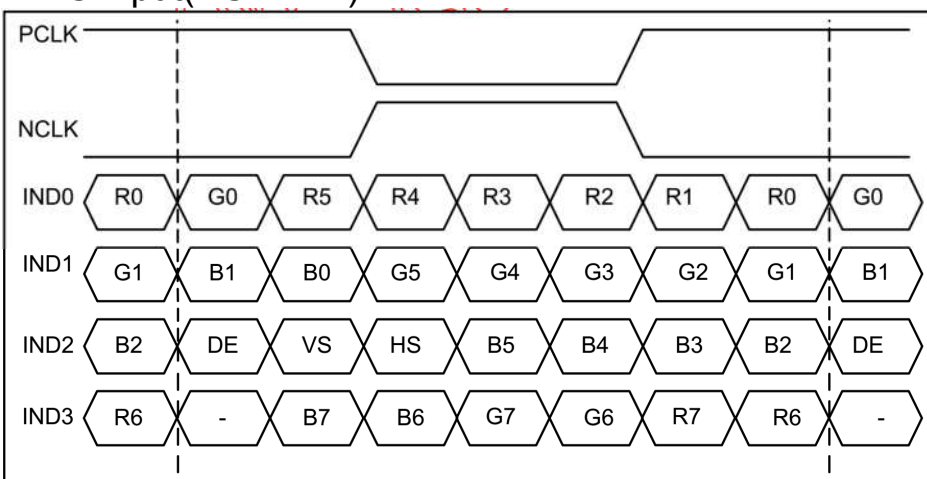 PCLK
NCLK
IND0 R0 G0 R5 R4 R3 R2 R1 R0 G0
IND1 G1 B1 B0 G5 G4 G3 G2 G1 B1
IND2 B2 DE VS HS B5 B4 B3 B2 DE
IND3 R6 - B7 B6 G7 G6 R7 R6 -